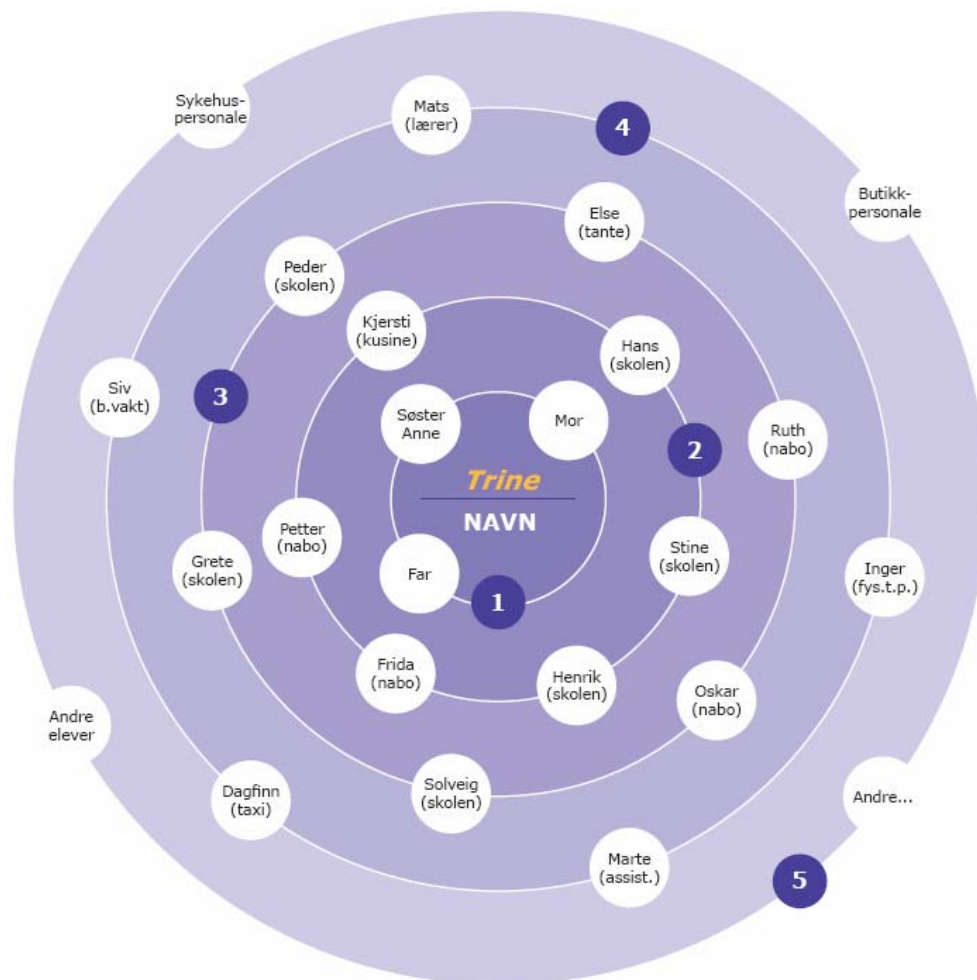 Sykehus-
personale
Mats
(lærer)
4
Butikk-
personale
Else
(tante)
Peder
(skolen)
Kjersti
(kusine)
Hans
(skolen)
Siv
(b.vakt)
3
Søster
Anne
Mor
2
Ruth
(nabo)
Trine
NAVN
Petter
(nabo)
Stine
(skolen)
Grete
(skolen)
Far
1
Inger
(fys.t.p.)
Frida
(nabo)
Henrik
(skolen)
Oskar
(nabo)
Andre
elever
Dagfinn
(taxi)
Solveig
(skolen)
Andre...
Marte
(assist.)
5